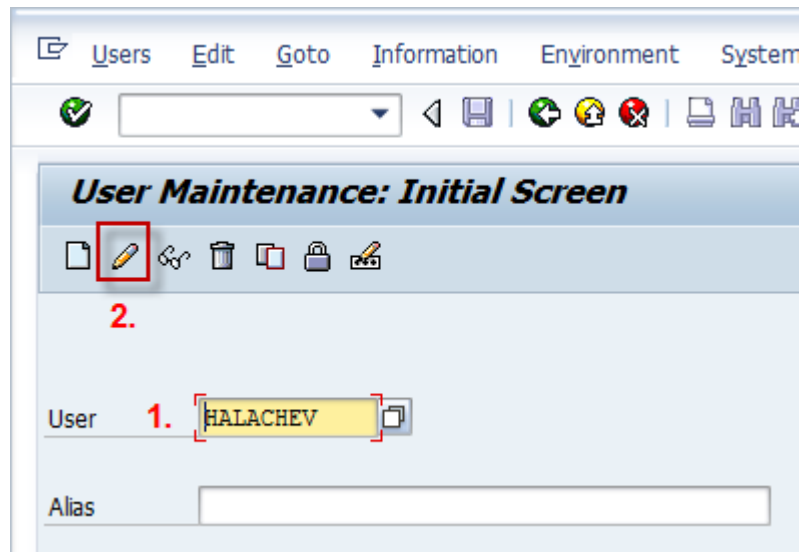 Users Edit Goto Information Environment System
User Maintenance: Initial Screen
2.
User 1. HALACHEV
Alias